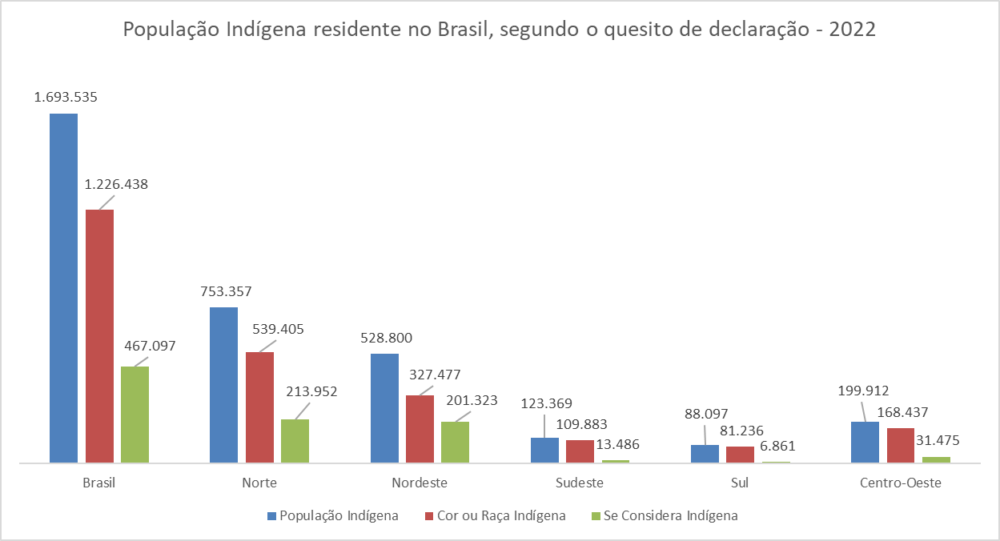 População Indígena residente no Brasil, segundo o quesito de declaração - 2022
1.693.535
1.226.438
467.097
753.357
539.405
213.952
528.800
327.477
201.323
123.369
109.883
13.486
88.097
81.236
6.861
199.912
168.437
31.475
Brasil
Norte
Nordeste
Sudeste
Sul
Centro-Oeste
População Indígena
Cor ou Raça Indígena
Se Considera Indígena